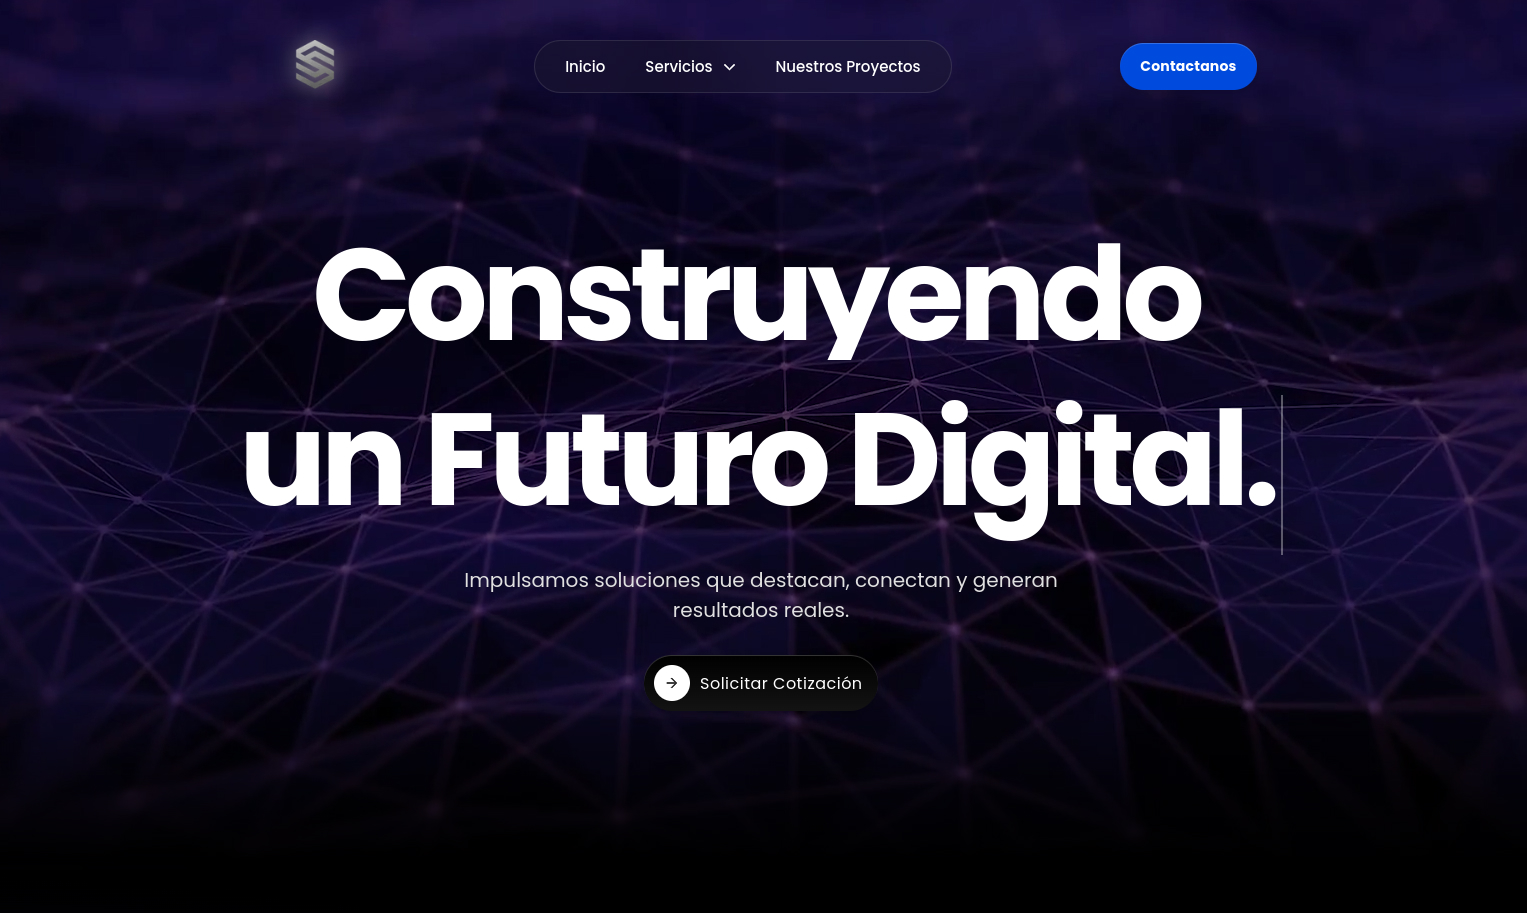 Inicio
Servicios
Nuestros Proyectos
Contactanos
Construyendo
un Futuro Digital.
Impulsamos soluciones que destacan, conectan y generan
resultados reales.
Solicitar Cotización